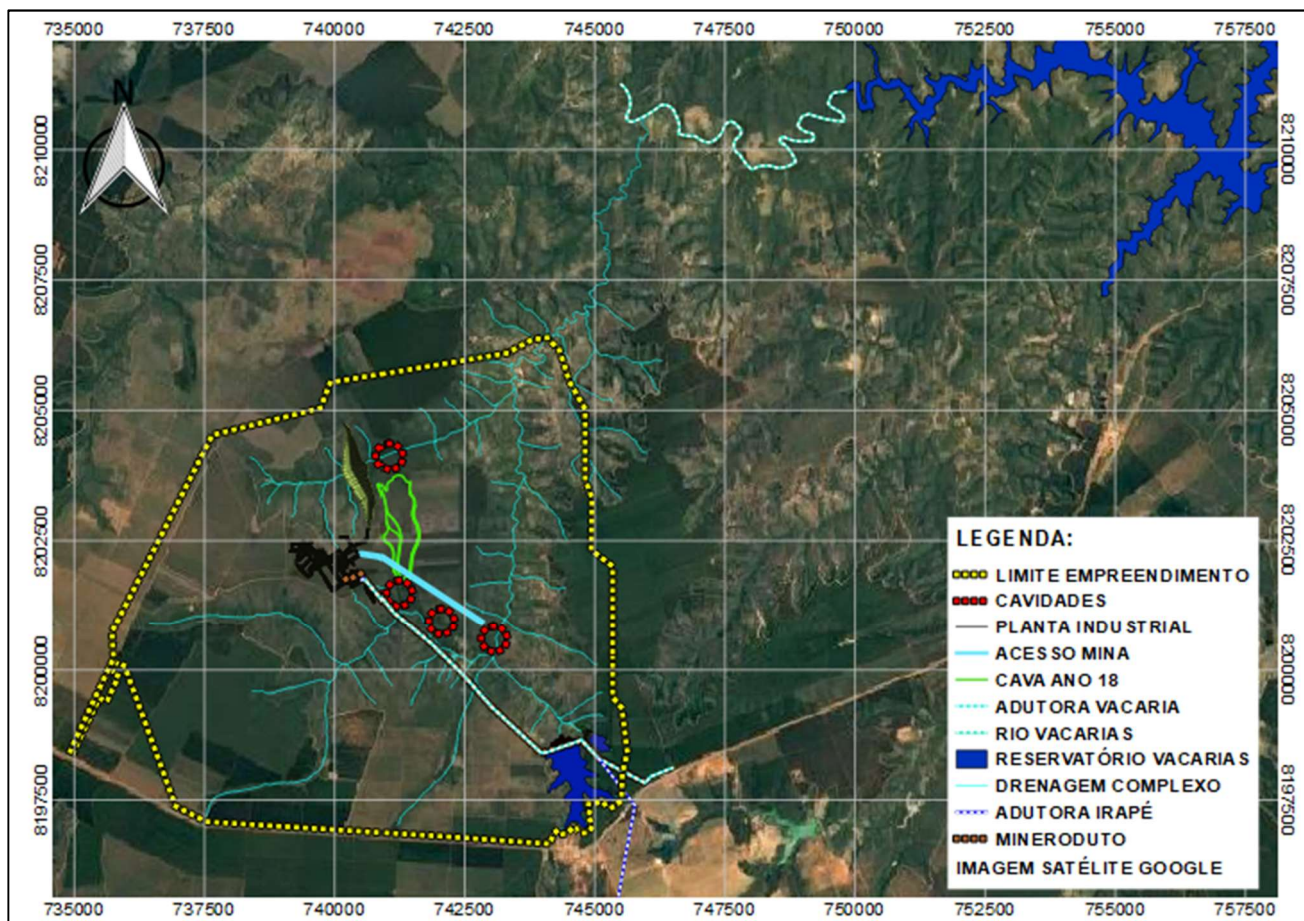 735000 737500 740000 742500 745000 747500 750000 752500 755000 757500
N
8210000 8210000
8207500 8207500
8205000 8205000
8202500 8202500
8200000 8200000
8197500 8197500
LEGENDA:
LIMITE EMPREENDIMENTO
CAVIDADES
PLANTA INDUSTRIAL
ACESSO MINA
CAVA ANO 18
ADUTORA VACARIA
RIO VACARIAS
RESERVATÓRIO VACARIAS
DRENAGEM COMPLEXO
ADUTORA IRAPÉ
MINERODUTO
IMAGEM SATÉLITE GOOGLE
735000 737500 740000 742500 745000 747500 750000 752500 755000 757500